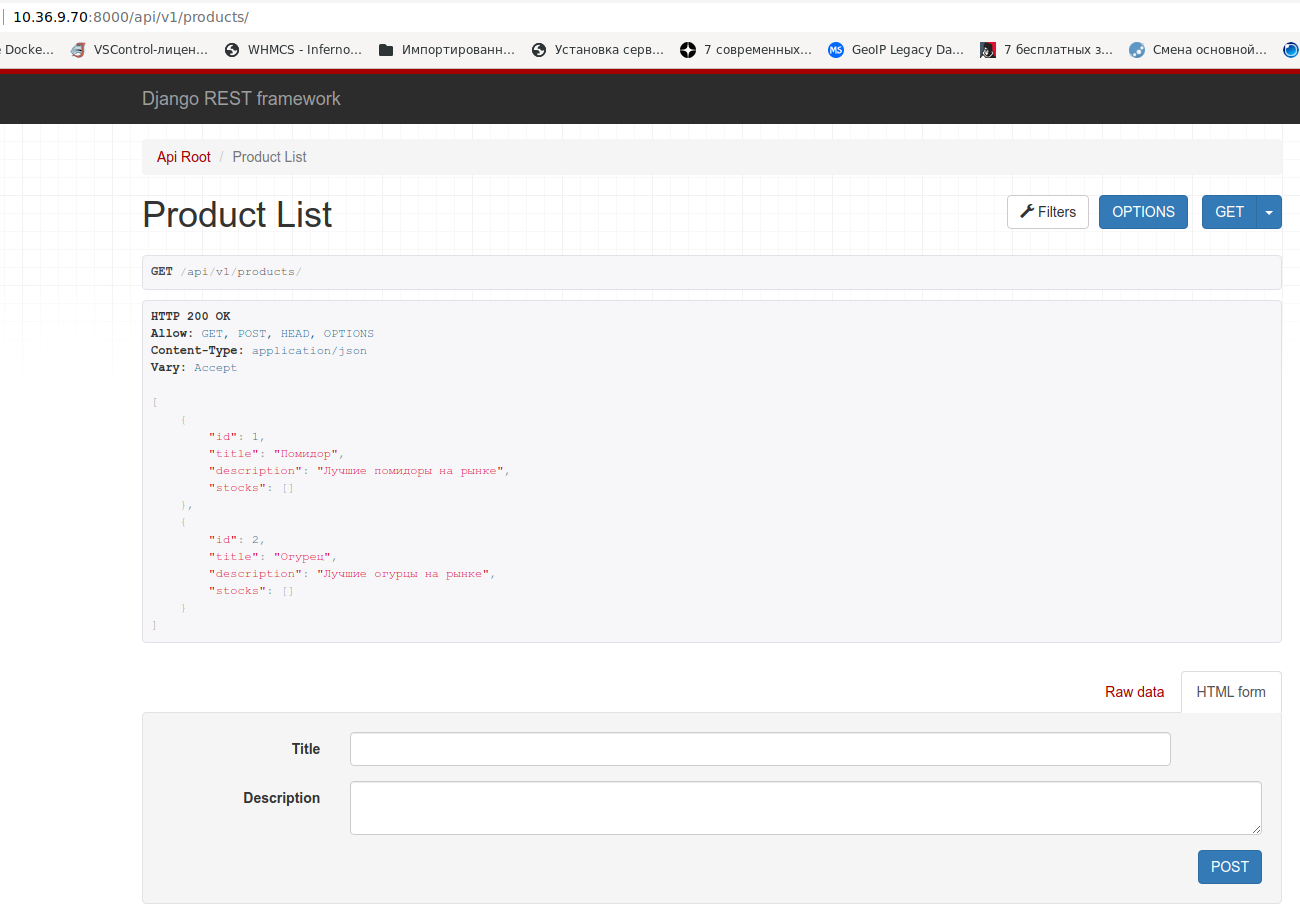 10.36.9.70:8000/api/v1/products/
Docke... VSControl-лицен... WHMCS - Inferno... Импортированн... Установка серв... 7 современных... MS GeoIP Legacy Da... 7 бесплатных з... Смена основной...
Django REST framework
Api Root / Product List
Product List Filters OPTIONS GET
GET /api/v1/products/
HTTP 200 OK
Allow: GET, POST, HEAD, OPTIONS
Content-Type: application/json
Vary: Accept
[
    {
        "id": 1,
        "title": "Помидор",
        "description": "Лучшие помидоры на рынке",
        "stocks": []
    },
    {
        "id": 2,
        "title": "Огурец",
        "description": "Лучшие огурцы на рынке",
        "stocks": []
    }
]
Raw data HTML form
Title
Description
POST